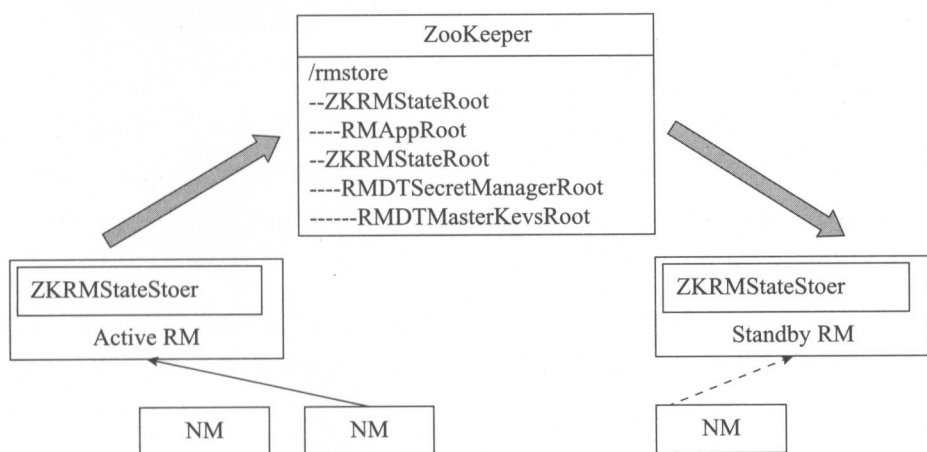 ZooKeeper
/rmstore
--ZKRMStateRoot
----RMAppRoot
--ZKRMStateRoot
----RMDTSecretManagerRoot
------RMDTMasterKevsRoot
ZKRMStateStoer
Active RM
ZKRMStateStoer
Standby RM
NM
NM
NM